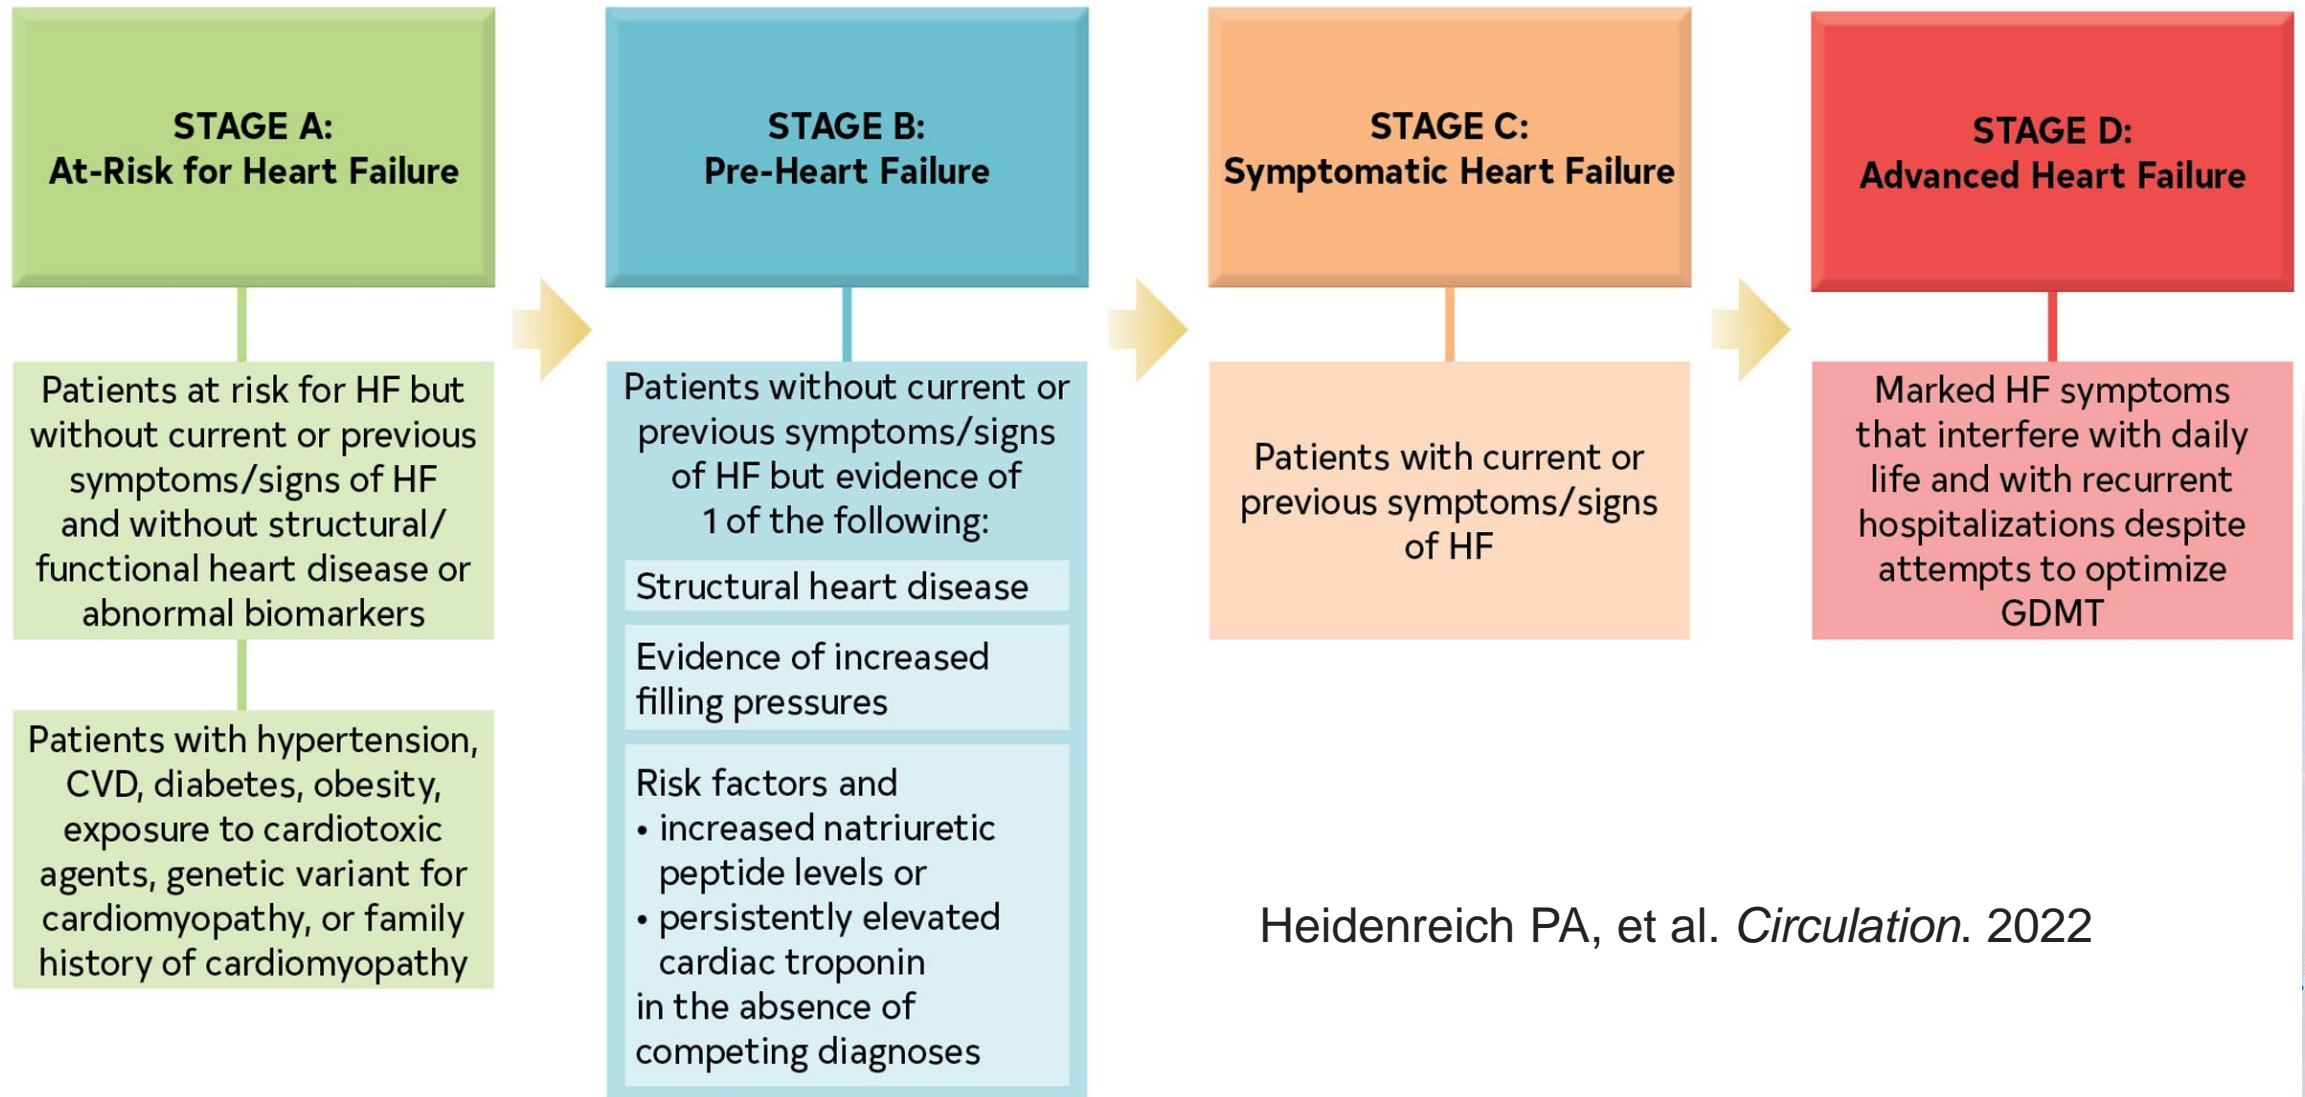 STAGE A:
At-Risk for Heart Failure
Patients at risk for HF but
without current or previous
symptoms/signs of HF
and without structural/
functional heart disease or
abnormal biomarkers
Patients with hypertension,
CVD, diabetes, obesity,
exposure to cardiotoxic
agents, genetic variant for
cardiomyopathy, or family
history of cardiomyopathy
STAGE B:
Pre-Heart Failure
Patients without current or
previous symptoms/signs
of HF but evidence of
1 of the following:
Structural heart disease
Evidence of increased
filling pressures
Risk factors and
• increased natriuretic
peptide levels or
• persistently elevated
cardiac troponin
in the absence of
competing diagnoses
STAGE C:
Symptomatic Heart Failure
Patients with current or
previous symptoms/signs
of HF
STAGE D:
Advanced Heart Failure
Marked HF symptoms
that interfere with daily
life and with recurrent
hospitalizations despite
attempts to optimize
GDMT
Heidenreich PA, et al. Circulation. 2022